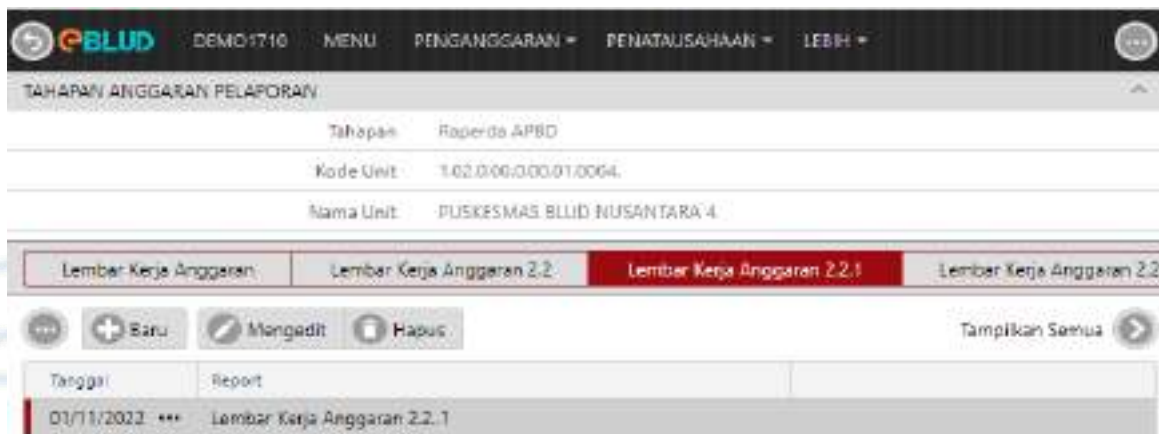 eBLUD DEMO1710 MENU PENGANGGARAN PENATAUSAHAAN LEBIH
TAHAPAN ANGGARAN PELAPORAN
Tahapan Raperda APBD
Kode Unit 1.02.0.00.0.00.01.0064.
Nama Unit PUSKESMAS BLUD NUSANTARA 4
Lembar Kerja Anggaran Lembar Kerja Anggaran 2.2 Lembar Kerja Anggaran 2.2.1 Lembar Kerja Anggaran 2.2
Baru Mengedit Hapus Tampilkan Semua
Tanggal Report
01/11/2022 ••• Lembar Kerja Anggaran 2.2..1